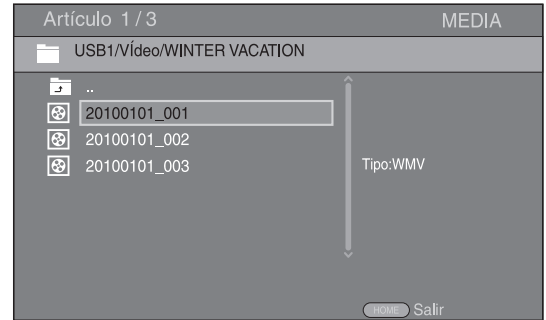 Artículo 1/3 MEDIA
USB1/VÍdeo/WINTER VACATION
..
20100101_001
20100101_002
20100101_003
Tipo:WMV
HOME Salir